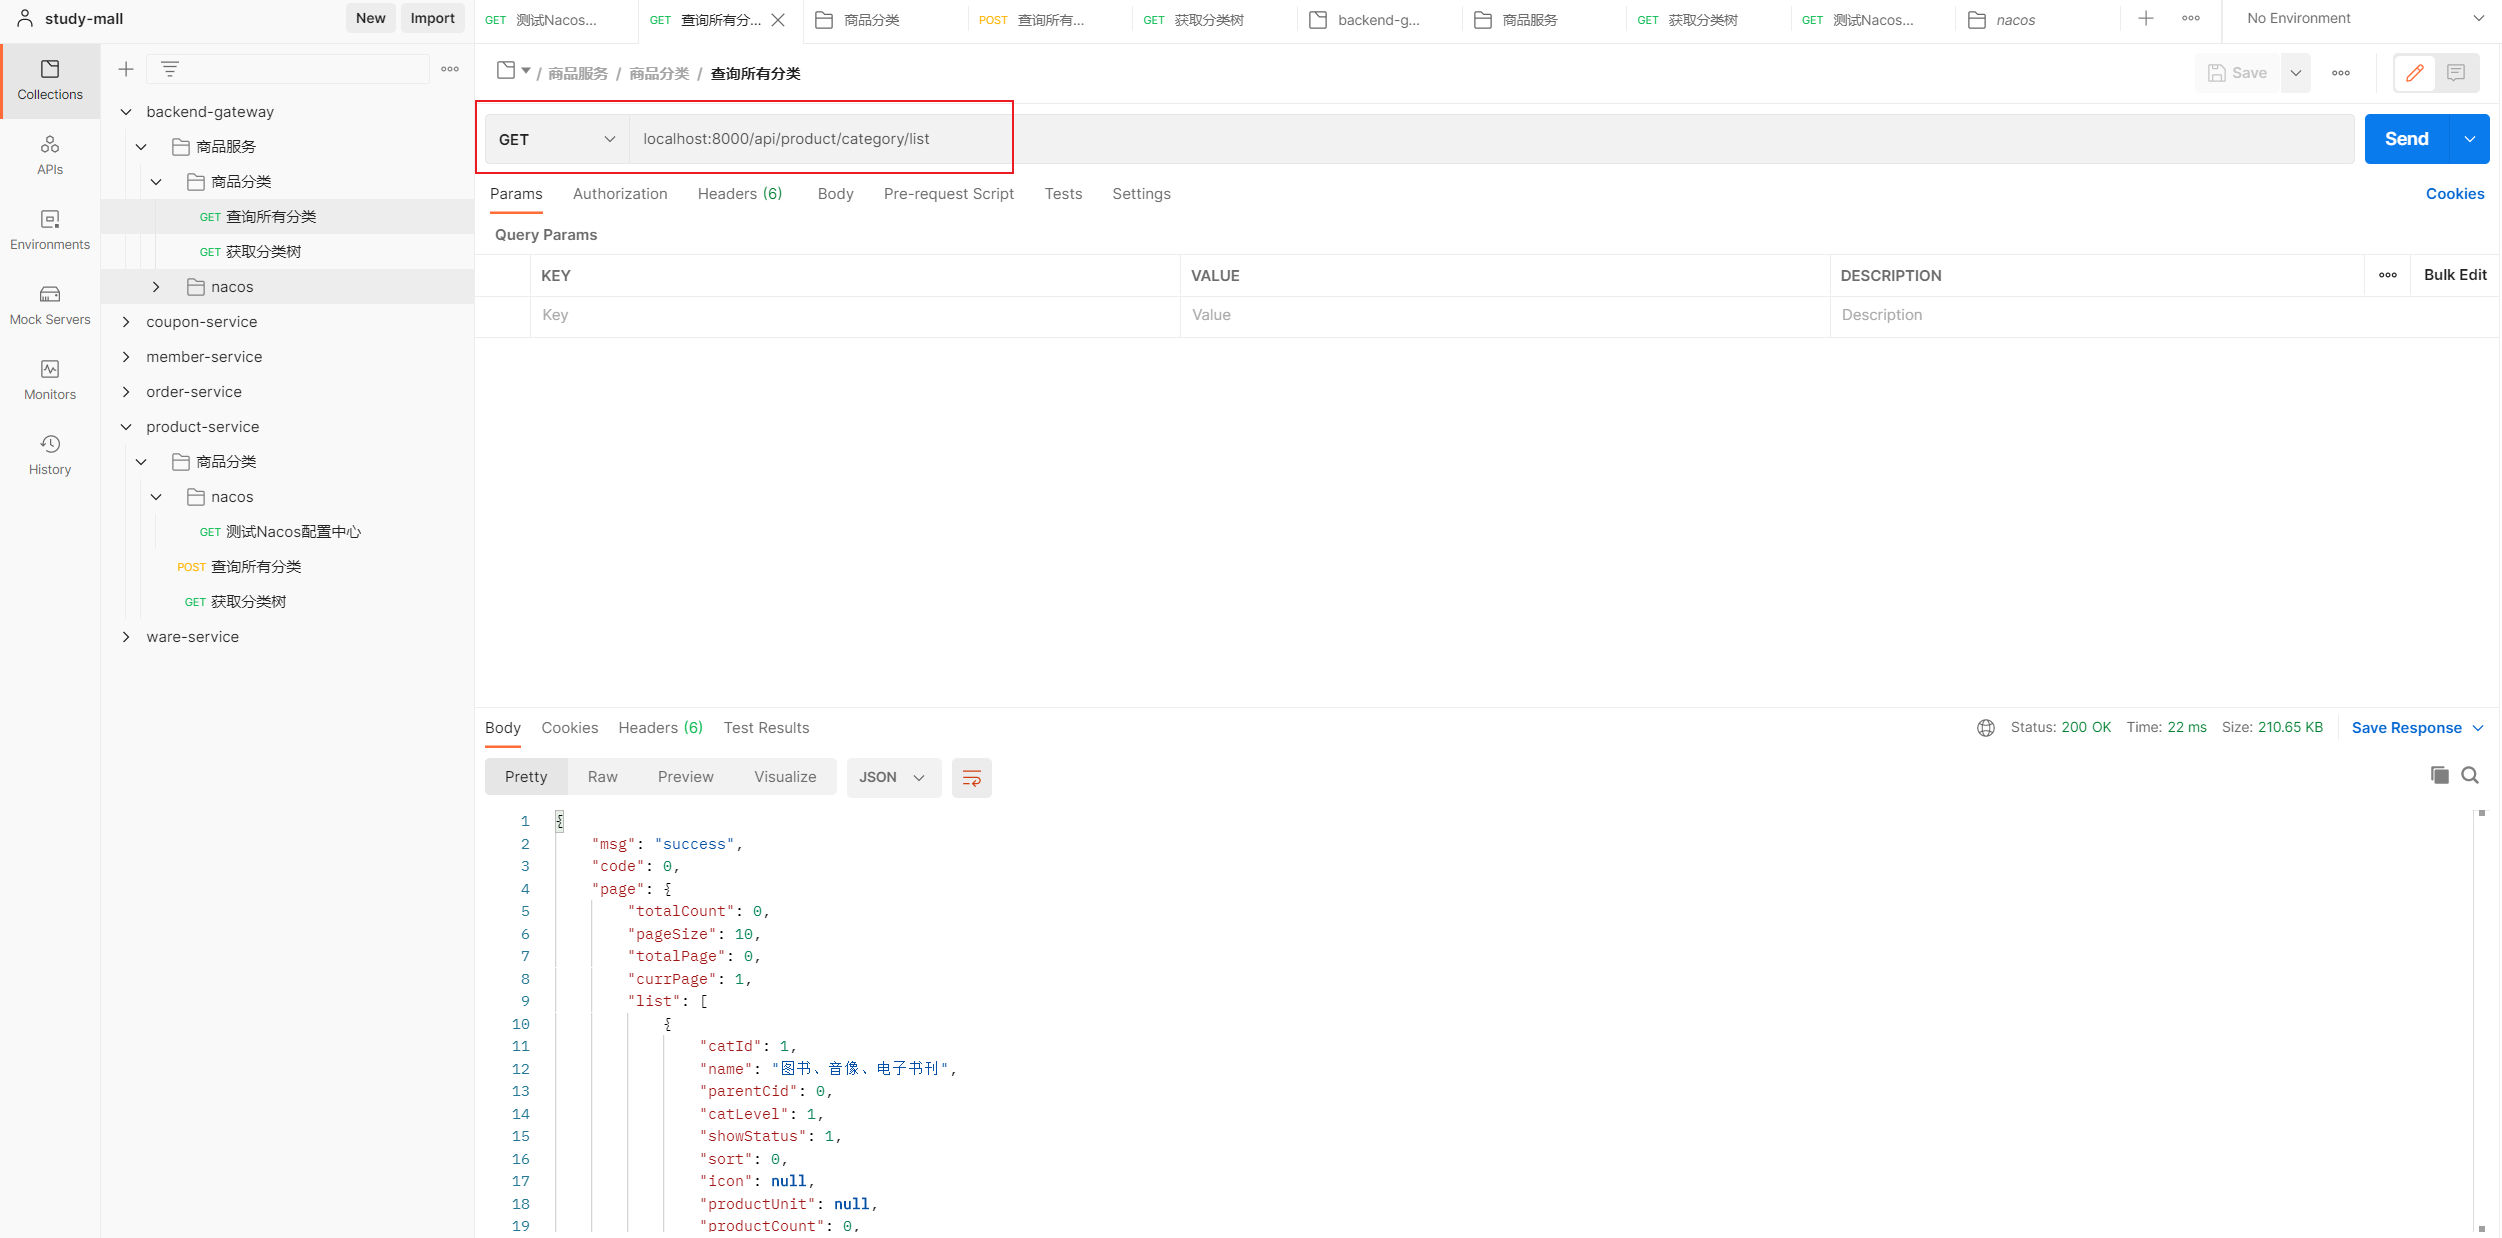 study-mall
New
Import
GET 测试Nacos...
GET 查询所有分...
商品分类
POST 查询所有...
GET 获取分类树
backend-g...
商品服务
GET 获取分类树
GET 测试Nacos...
nacos
No Environment
Collections
APIs
Environments
Mock Servers
Monitors
History
backend-gateway
商品服务
商品分类
GET 查询所有分类
GET 获取分类树
nacos
coupon-service
member-service
order-service
product-service
商品分类
nacos
GET 测试Nacos配置中心
POST 查询所有分类
GET 获取分类树
ware-service
/ 商品服务 / 商品分类 / 查询所有分类
Save
GET localhost:8000/api/product/category/list
Send
Params Authorization Headers (6) Body Pre-request Script Tests Settings
Cookies
Query Params
KEY VALUE DESCRIPTION Bulk Edit
Key Value Description
Body Cookies Headers (6) Test Results
Status: 200 OK Time: 22 ms Size: 210.65 KB Save Response
Pretty Raw Preview Visualize JSON
1 {
2 "msg": "success",
3 "code": 0,
4 "page": {
5 "totalCount": 0,
6 "pageSize": 10,
7 "totalPage": 0,
8 "currPage": 1,
9 "list": [
10 {
11 "catId": 1,
12 "name": "图书、音像、电子书刊",
13 "parentCid": 0,
14 "catLevel": 1,
15 "showStatus": 1,
16 "sort": 0,
17 "icon": null,
18 "productUnit": null,
19 "productCount": 0,